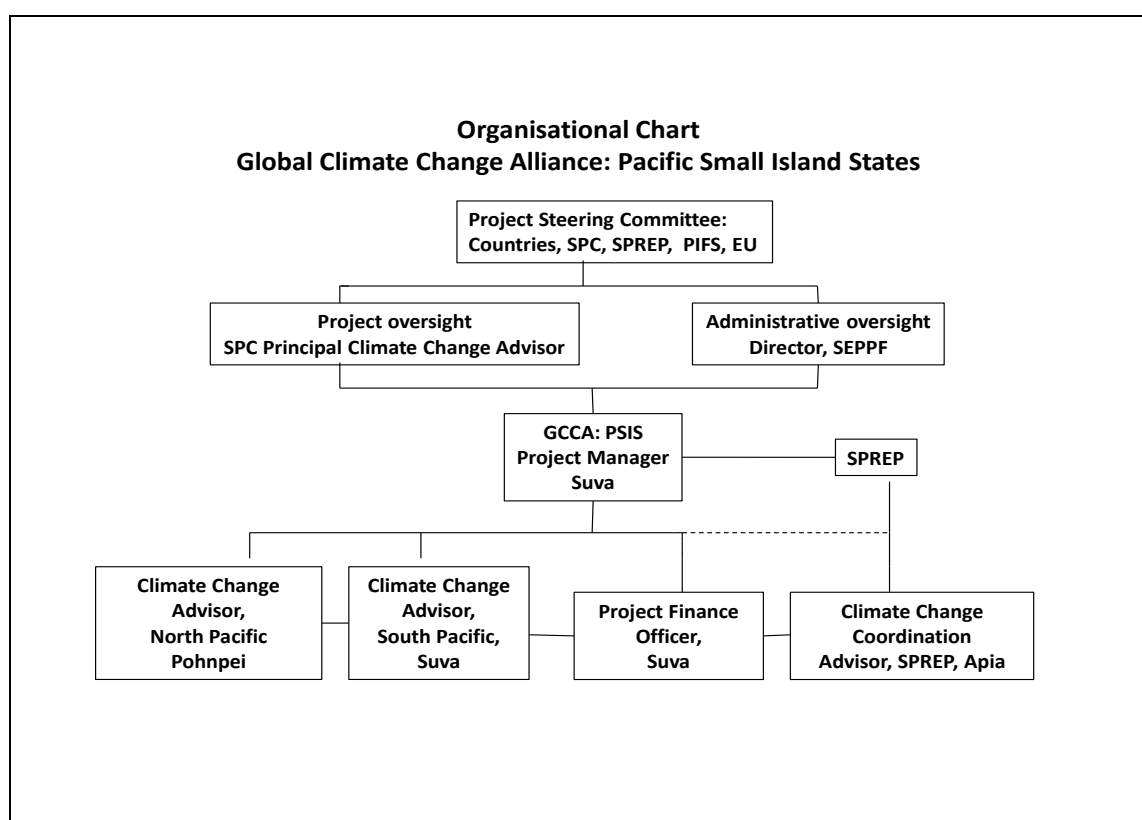 Organisational Chart
Global Climate Change Alliance: Pacific Small Island States
Project Steering Committee:
Countries, SPC, SPREP, PIFS, EU
Project oversight
SPC Principal Climate Change Advisor
Administrative oversight
Director, SEPPF
GCCA: PSIS
Project Manager
Suva
SPREP
Climate Change
Advisor,
North Pacific
Pohnpei
Climate Change
Advisor,
South Pacific,
Suva
Project Finance
Officer,
Suva
Climate Change
Coordination
Advisor, SPREP, Apia